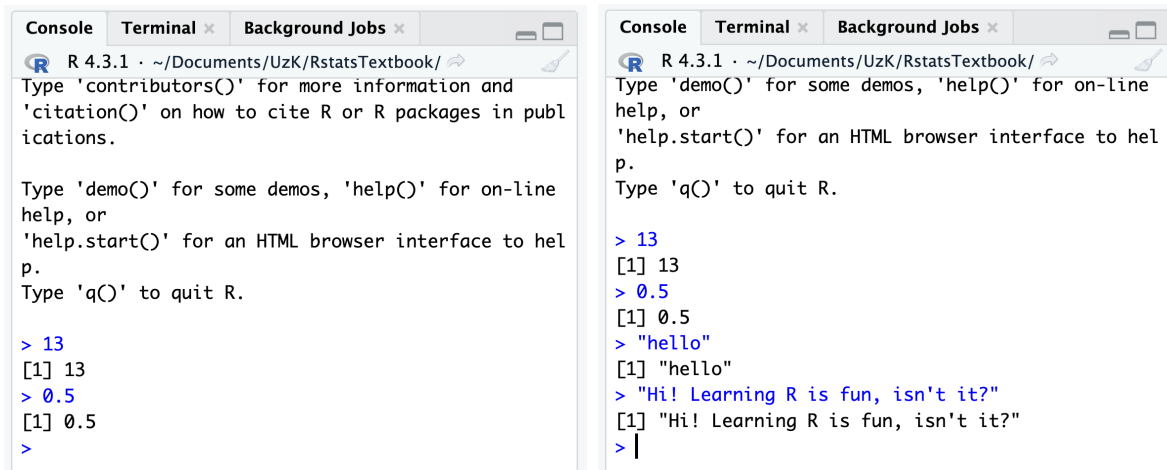 Console Terminal × Background Jobs ×
R R 4.3.1 · ~/Documents/UzK/RstatsTextbook/
Type 'contributors()' for more information and
'citation()' on how to cite R or R packages in publ
ications.
Type 'demo()' for some demos, 'help()' for on-line
help, or
'help.start()' for an HTML browser interface to hel
p.
Type 'q()' to quit R.
> 13
[1] 13
> 0.5
[1] 0.5
>
Console Terminal × Background Jobs ×
R R 4.3.1 · ~/Documents/UzK/RstatsTextbook/
Type 'demo()' for some demos, 'help()' for on-line
help, or
'help.start()' for an HTML browser interface to hel
p.
Type 'q()' to quit R.
> 13
[1] 13
> 0.5
[1] 0.5
> "hello"
[1] "hello"
> "Hi! Learning R is fun, isn't it?"
[1] "Hi! Learning R is fun, isn't it?"
>